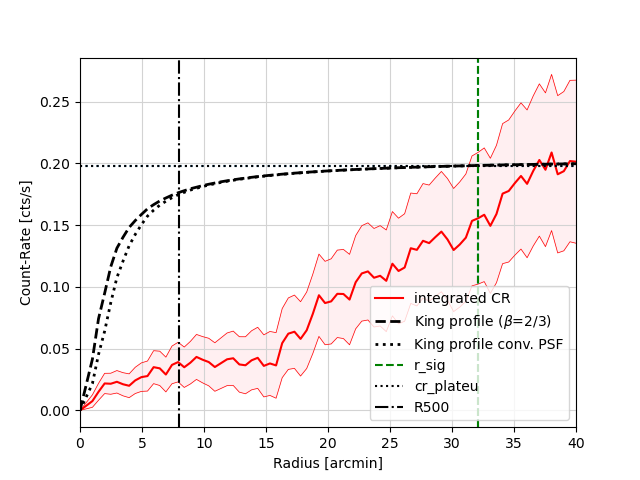 0.25
0.20
0.15
0.10
0.05
0.00
Count-Rate [cts/s]
integrated CR
King profile (β=2/3)
King profile conv. PSF
r_sig
cr_plateu
R500
0 5 10 15 20 25 30 35 40
Radius [arcmin]